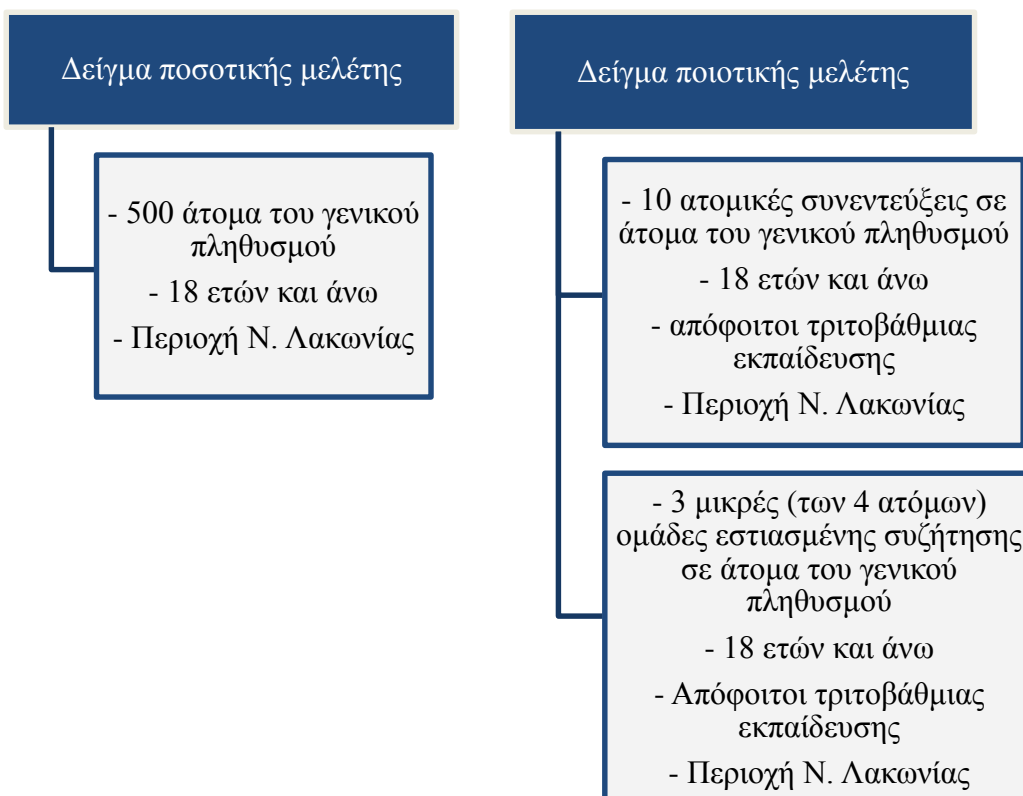 Δείγμα ποσοτικής μελέτης
- 500 άτομα του γενικού
πληθυσμού
- 18 ετών και άνω
- Περιοχή Ν. Λακωνίας
Δείγμα ποιοτικής μελέτης
- 10 ατομικές συνεντεύξεις σε
άτομα του γενικού πληθυσμού
- 18 ετών και άνω
- απόφοιτοι τριτοβάθμιας
εκπαίδευσης
- Περιοχή Ν. Λακωνίας
- 3 μικρές (των 4 ατόμων)
ομάδες εστιασμένης συζήτησης
σε άτομα του γενικού
πληθυσμού
- 18 ετών και άνω
- Απόφοιτοι τριτοβάθμιας
εκπαίδευσης
- Περιοχή Ν. Λακωνίας